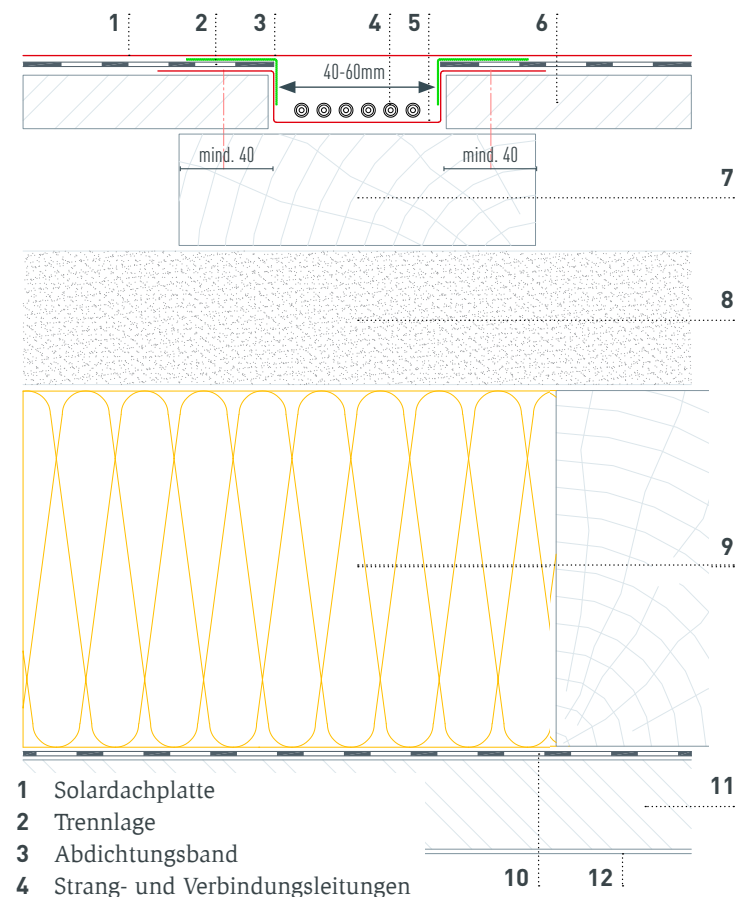 1 2 3 4 5 6
40-60mm
mind. 40 mind. 40
7
8
9
11
1 Solardachplatte
2 Trennlage
3 Abdichtungsband
4 Strang- und Verbindungsleitungen
10 12